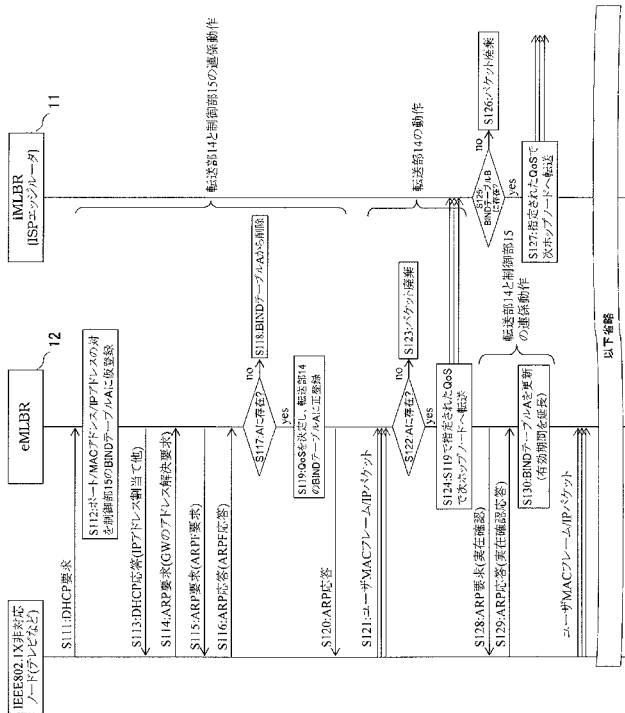 IEEE802.1X非対応
ノード(テレビなど)
eMLBR
12
iMLBR
(ISPエッジルータ)
11
S111:DHCP要求
S112:ポート/MACアドレス/IPアドレスの対
を制御部15のBINDテーブルAに仮登録
S113:DHCP応答(IPアドレス割当て他)
S114:ARP要求(GWのアドレス解決要求)
S115:ARP要求(ARPF要求)
S116:ARP応答(ARPF応答)
S117:Aに存在?
no
S118.BINDテーブルAから削除
yes
S119:QoSを決定し、転送部14
のBINDテーブルAに正登録
S120:ARP応答
転送部14と制御部15の連係動作
S121:ユーザMACフレーム/IPパケット
S122:Aに存在?
no
S123:パケット廃棄
yes
S124:S119で指定されたQoS
で次ホップノードへ転送
転送部14の動作
S125:
BINDテーブルB
に存在?
no
S126:パケット廃棄
yes
S127:指定されたQoSで
次ホップノードへ転送
S128:ARP要求(実在確認)
S129:ARP応答(実在確認応答)
S130:BINDテーブルAを更新
(有効期間を延長)
転送部14と制御部15
の連係動作
ユーザMACフレーム/IPパケット
以下省略